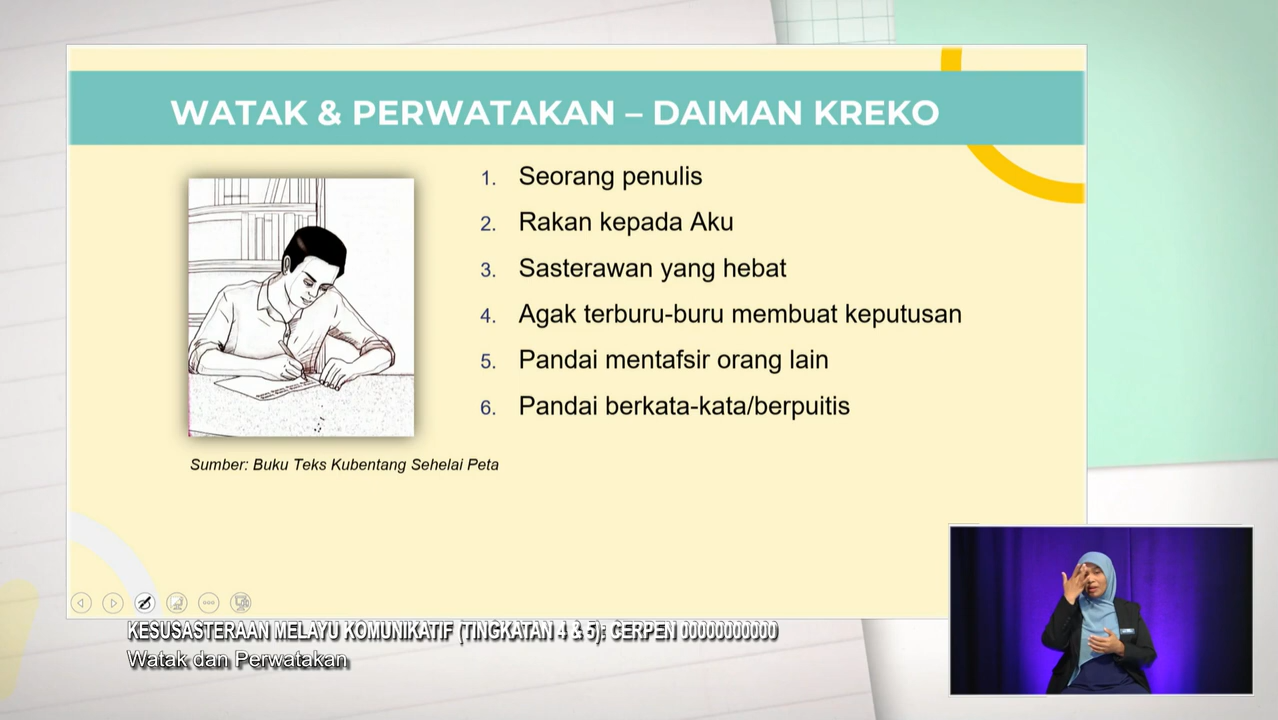 WATAK & PERWATAKAN – DAIMAN KREKO
1. Seorang penulis
2. Rakan kepada Aku
3. Sasterawan yang hebat
4. Agak terburu-buru membuat keputusan
5. Pandai mentafsir orang lain
6. Pandai berkata-kata/berpuitis
Sumber: Buku Teks Kubentang Sehelai Peta
KESUSASTERAAN MELAYU KOMUNIKATIF (TINGKATAN 4 & 5): CERPEN 00000000000
Watak dan Perwatakan